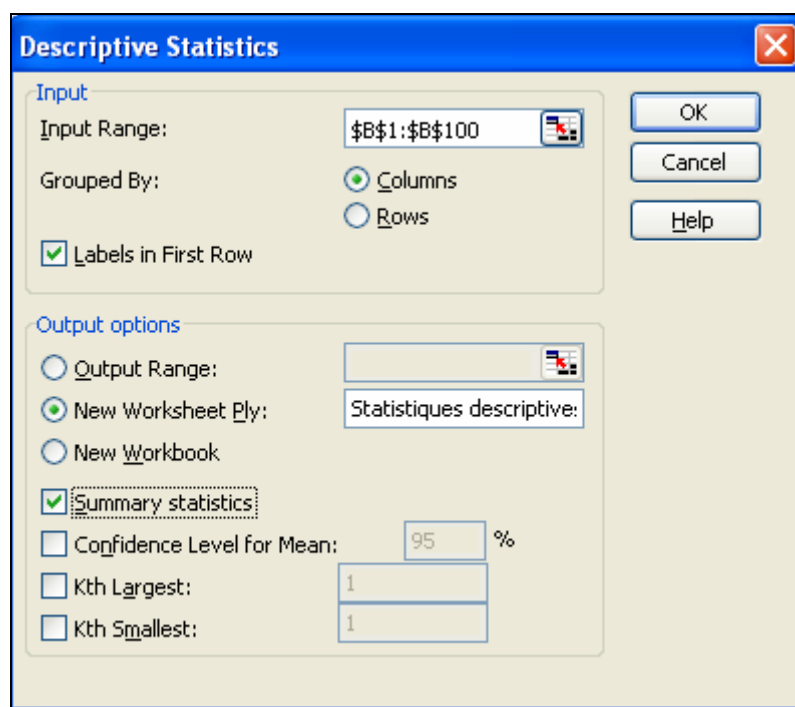 Descriptive Statistics
Input
Input Range: $B$1:$B$100
Grouped By: Columns
Rows
Labels in First Row
OK
Cancel
Help
Output options
Output Range:
New Worksheet Ply: Statistiques descriptives
New Workbook
Summary statistics
Confidence Level for Mean: 95 %
Kth Largest: 1
Kth Smallest: 1